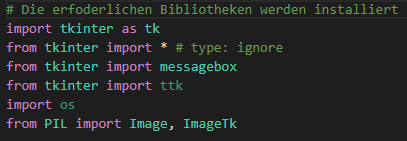 # Die erfoderlichen Bibliotheken werden installiert
import tkinter as tk
from tkinter import * # type: ignore
from tkinter import messagebox
from tkinter import ttk
import os
from PIL import Image, ImageTk